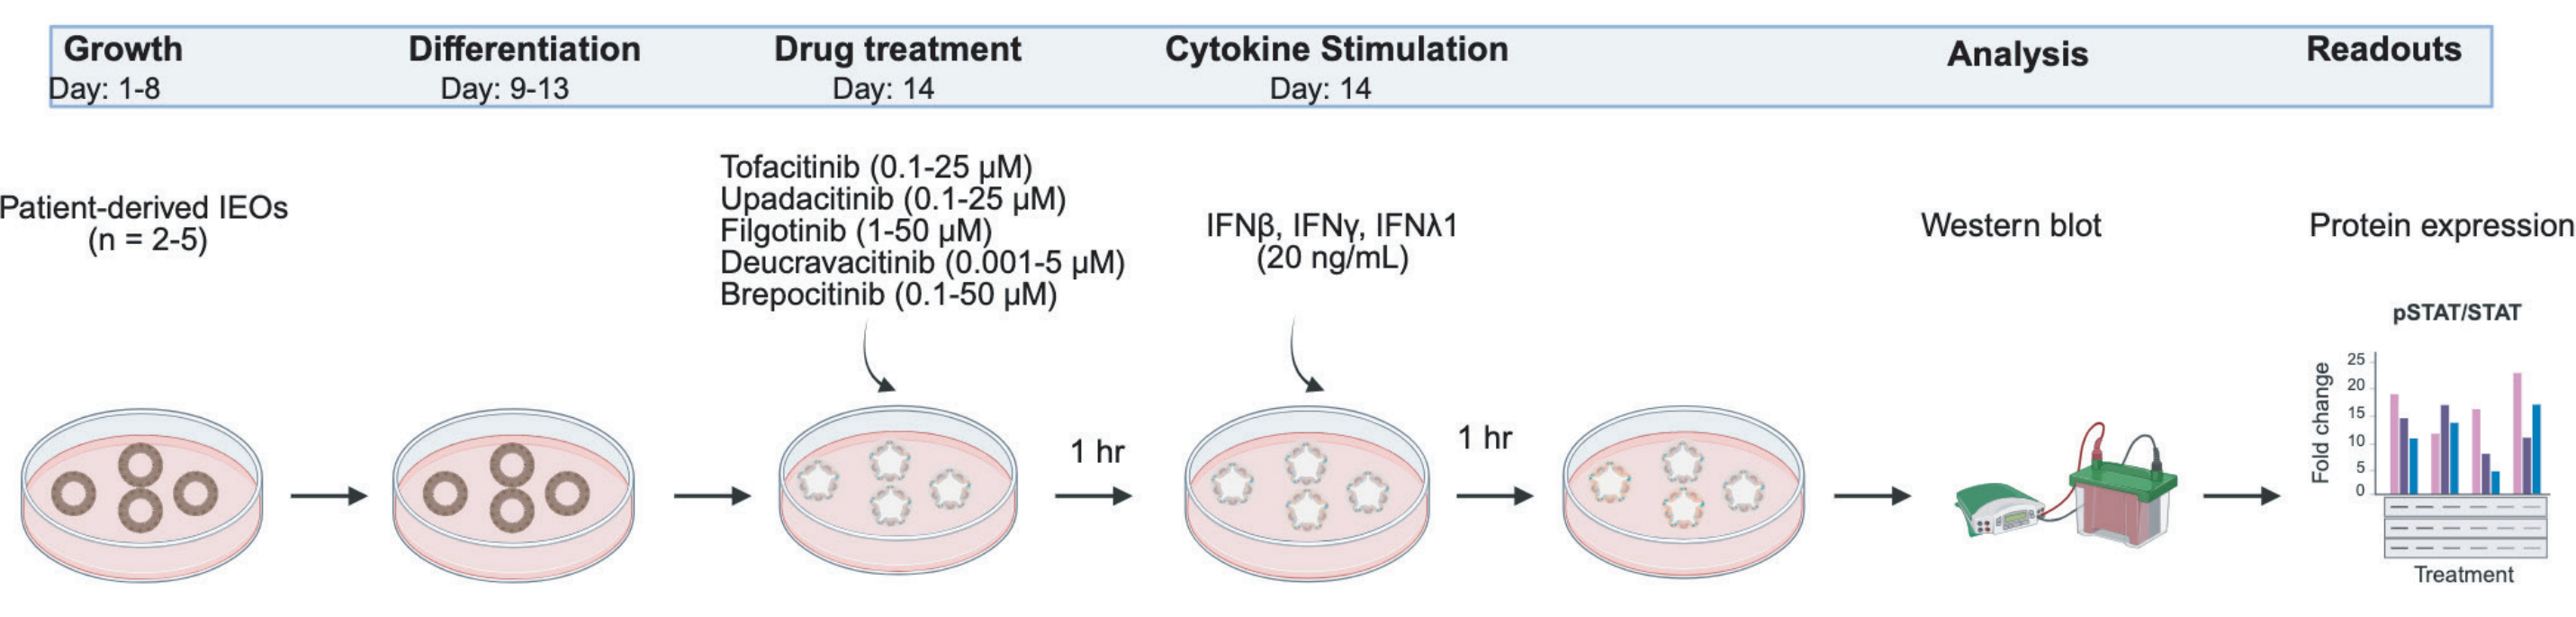 Growth
Day: 1-8
Differentiation
Day: 9-13
Drug treatment
Day: 14
Cytokine Stimulation
Day: 14
Analysis
Readouts
Patient-derived IEOs
(n = 2-5)
Tofacitinib (0.1-25 μM)
Upadacitinib (0.1-25 μM)
Filgotinib (1-50 μM)
Deucravacitinib (0.001-5 μM)
Brepocitinib (0.1-50 μM)
IFNβ, IFNγ, IFNλ1
(20 ng/mL)
Western blot
Protein expression
1 hr
1 hr
pSTAT/STAT
Fold change
25
20
15
10
5
0
Treatment